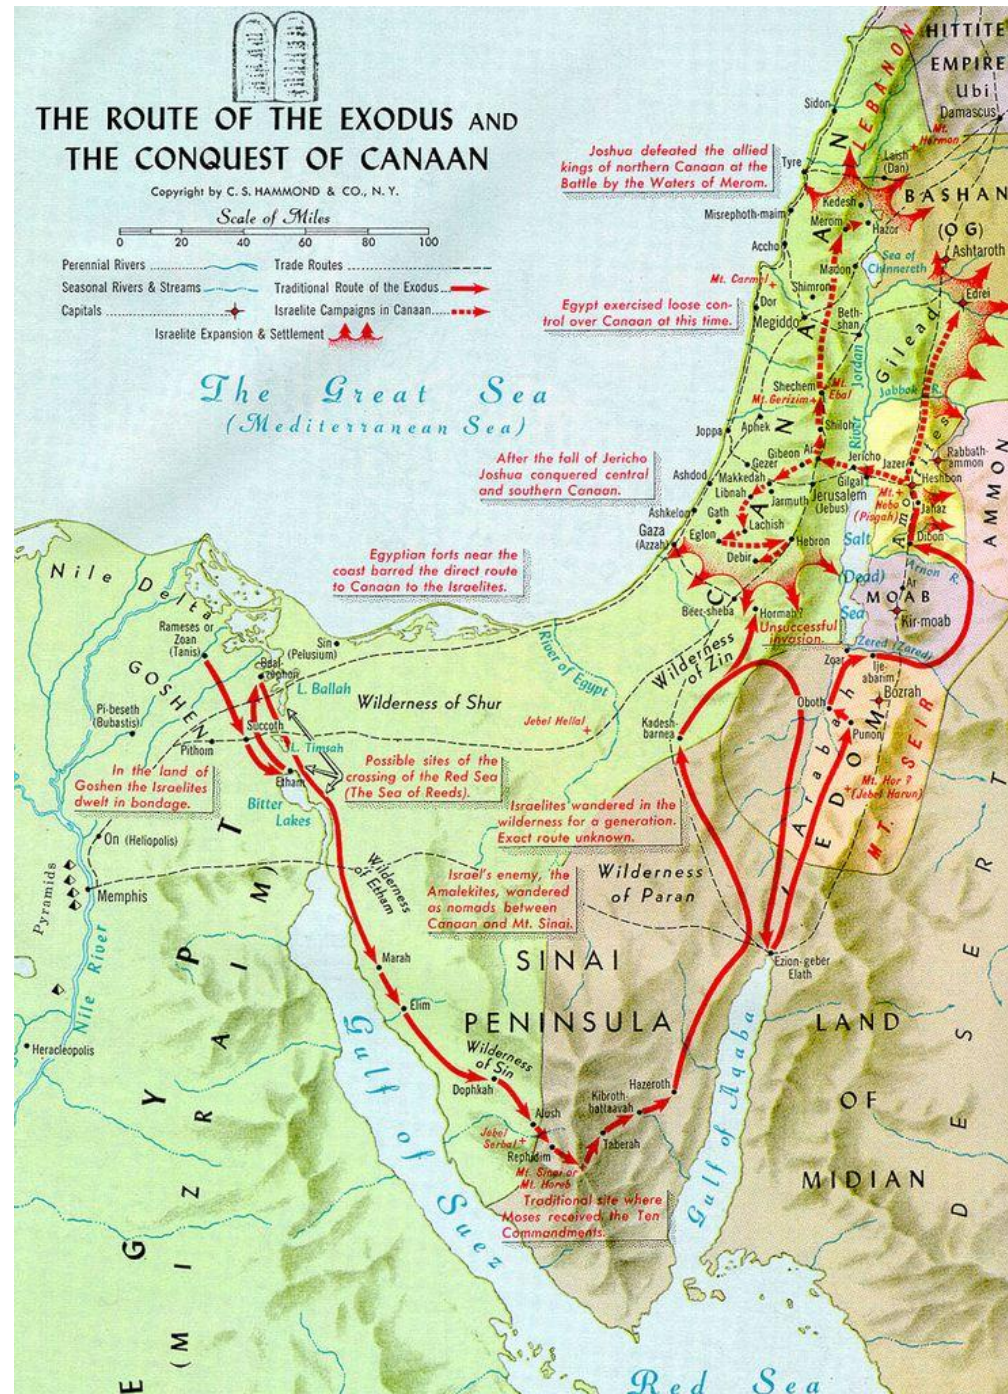 THE ROUTE OF THE EXODUS AND
THE CONQUEST OF CANAAN
Copyright by C. S. HAMMOND & CO., N. Y.
Scale of Miles
0 20 40 60 80 100
Perennial Rivers
Trade Routes
Seasonal Rivers & Streams
Traditional Route of the Exodus
Capitals
Israelite Campaigns in Canaan
Israelite Expansion & Settlement
The Great Sea
(Mediterranean Sea)
HITTITE
EMPIRE
Ubi
Damascus
LEBANON
Mt.
Hermon
Sidon
Tyre
Laish
(Dan)
Joshua defeated the allied
kings of northern Canaan at the
Battle by the Waters of Merom.
BASHAN
(OG)
Ashtaroth
Kedesh
Merom
Hazor
Misrephoth-maim
Accho
Sea of
Chinnereth
Madon
Mt. Carmel
Shimron
Edrei
Dor
Megiddo
Beth-
shan
Egypt exercised loose con-
trol over Canaan at this time.
CANAAN
Gilead
Jordan
River
Jabbok R.
Shechem
Mt.
Ebal
Mt. Gerizim
Joppa
Aphek
Shiloh
Amorites
Rabbath-
ammon
AMMON
Gibeon
Ai
Jericho
Jazer
Gezer
Heshbon
After the fall of Jericho
Joshua conquered central
and southern Canaan.
Ashdod
Makkedah
Gilgal
Libnah
Jarmuth
Jerusalem
(Jebus)
Mt.
Nebo
(Pisgah)
Jahaz
Ashkelon
Gath
Lachish
Gaza
(Azzah)
Eglon
Hebron
Salt
(Dead)
Sea
Dibon
Debir
Arnon R.
Ar
MOAB
Kir-moab
Beer-sheba
Hormah?
Unsuccessful
invasion.
Zered (Zared)
Zoar
Ije-
abarim
Egyptian forts near the
coast barred the direct route
to Canaan to the Israelites.
Nile Delta
Rameses or
Zoan
(Tanis)
Sin
(Pelusium)
Baal-
zephon
GOSHEN
L. Ballah
Wilderness of Shur
River of Egypt
Wilderness
of Zin
Pi-beseth
(Bubastis)
Succoth
Pithom
L. Timsah
Etham
Jebel Hellal
Kadesh-
barnea
Oboth
Bozrah
Punon
Arabah
EDOM
MT. SEIR
Mt. Hor ?
(Jebel Harun)
In the land of
Goshen the Israelites
dwelt in bondage.
Bitter
Lakes
Possible sites of the
crossing of the Red Sea
(The Sea of Reeds).
Israelites wandered in the
wilderness for a generation.
Exact route unknown.
On (Heliopolis)
Pyramids
Memphis
Wilderness
of Etham
Israel's enemy, the
Amalekites, wandered
as nomads between
Canaan and Mt. Sinai.
Wilderness
of Paran
Nile River
Marah
SINAI
PENINSULA
Ezion-geber
Elath
Elim
Heracleopolis
Wilderness
of Sin
Dophkah
Hazeroth
Kibroth-
hattaavah
Alush
Taberah
Jebel
Serbal
Rephidim
Mt. Sinai or
Mt. Horeb
Traditional site where
Moses received the Ten
Commandments.
Gulf of Suez
Gulf of Aqaba
LAND
OF
MIDIAN
DESERT
EGYPT
(MIZRAIM)
Red Sea